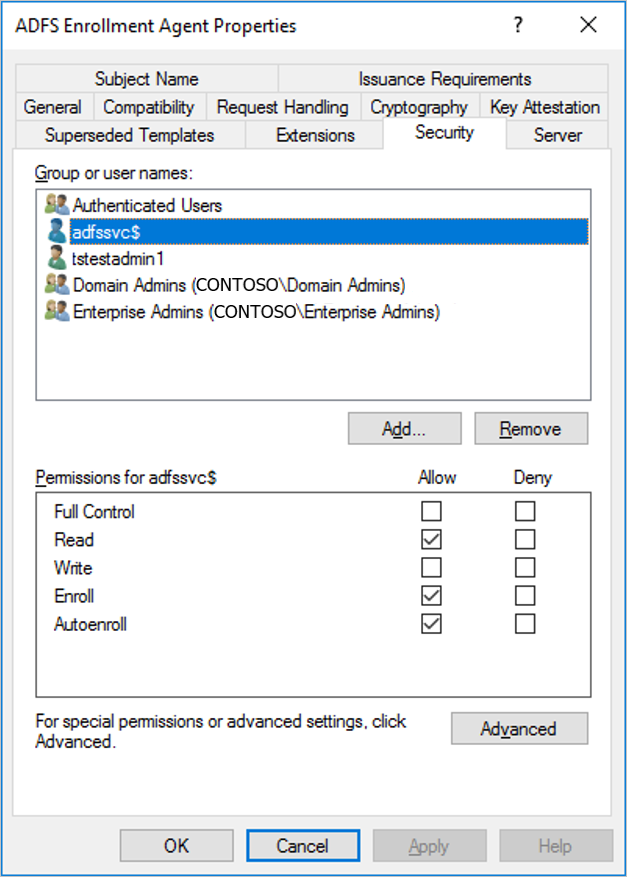 ADFS Enrollment Agent Properties ?
Subject Name Issuance Requirements
General Compatibility Request Handling Cryptography Key Attestation
Superseded Templates Extensions Security Server
Group or user names:
Authenticated Users
adfssvc$
tstestadmin1
Domain Admins (CONTOSO\Domain Admins)
Enterprise Admins (CONTOSO\Enterprise Admins)
Add... Remove
Permissions for adfssvc$ Allow Deny
Full Control
Read
Write
Enroll
Autoenroll
For special permissions or advanced settings, click
Advanced.
Advanced
OK Cancel Apply Help